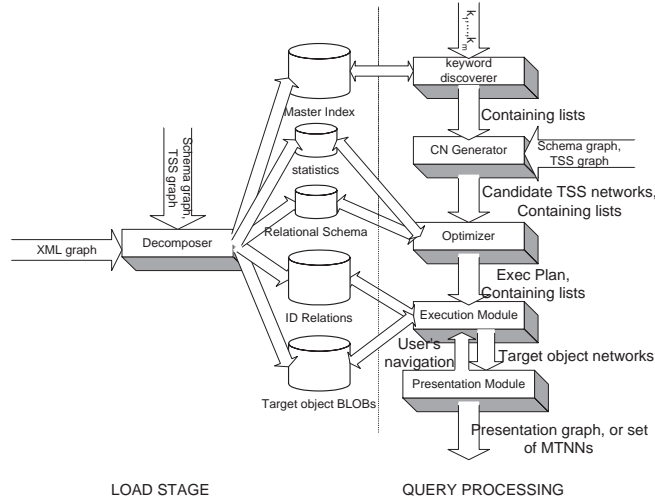 k1,...,km
keyword
discoverer
Master Index
Containing lists
Schema graph,
TSS graph
CN Generator
Schema graph,
TSS graph
statistics
Candidate TSS networks,
Containing lists
Relational Schema
XML graph
Decomposer
Optimizer
Exec Plan,
Containing lists
ID Relations
Execution Module
User's
navigation
Target object networks
Target object BLOBs
Presentation Module
Presentation graph, or set
of MTNNs
LOAD STAGE
QUERY PROCESSING